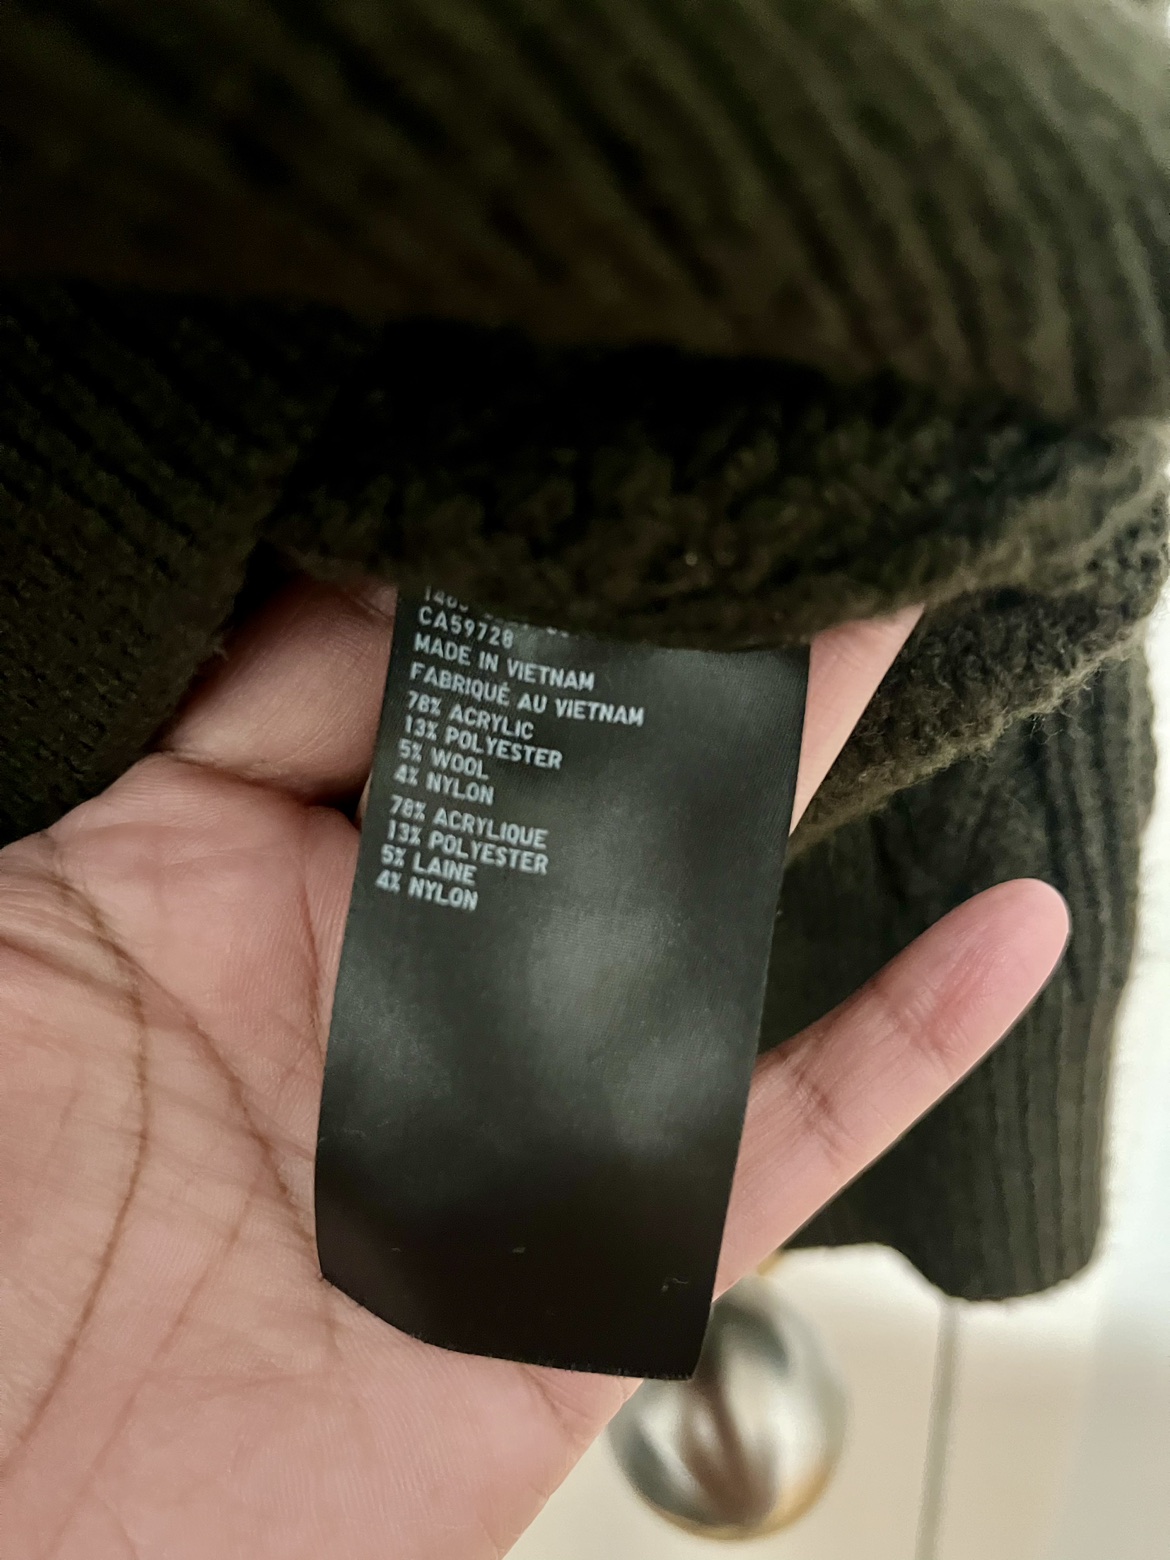 CA59728
MADE IN VIETNAM
FABRIQUÉ AU VIETNAM
78% ACRYLIC
13% POLYESTER
5% WOOL
4% NYLON
78% ACRYLIQUE
13% POLYESTER
5% LAINE
4% NYLON